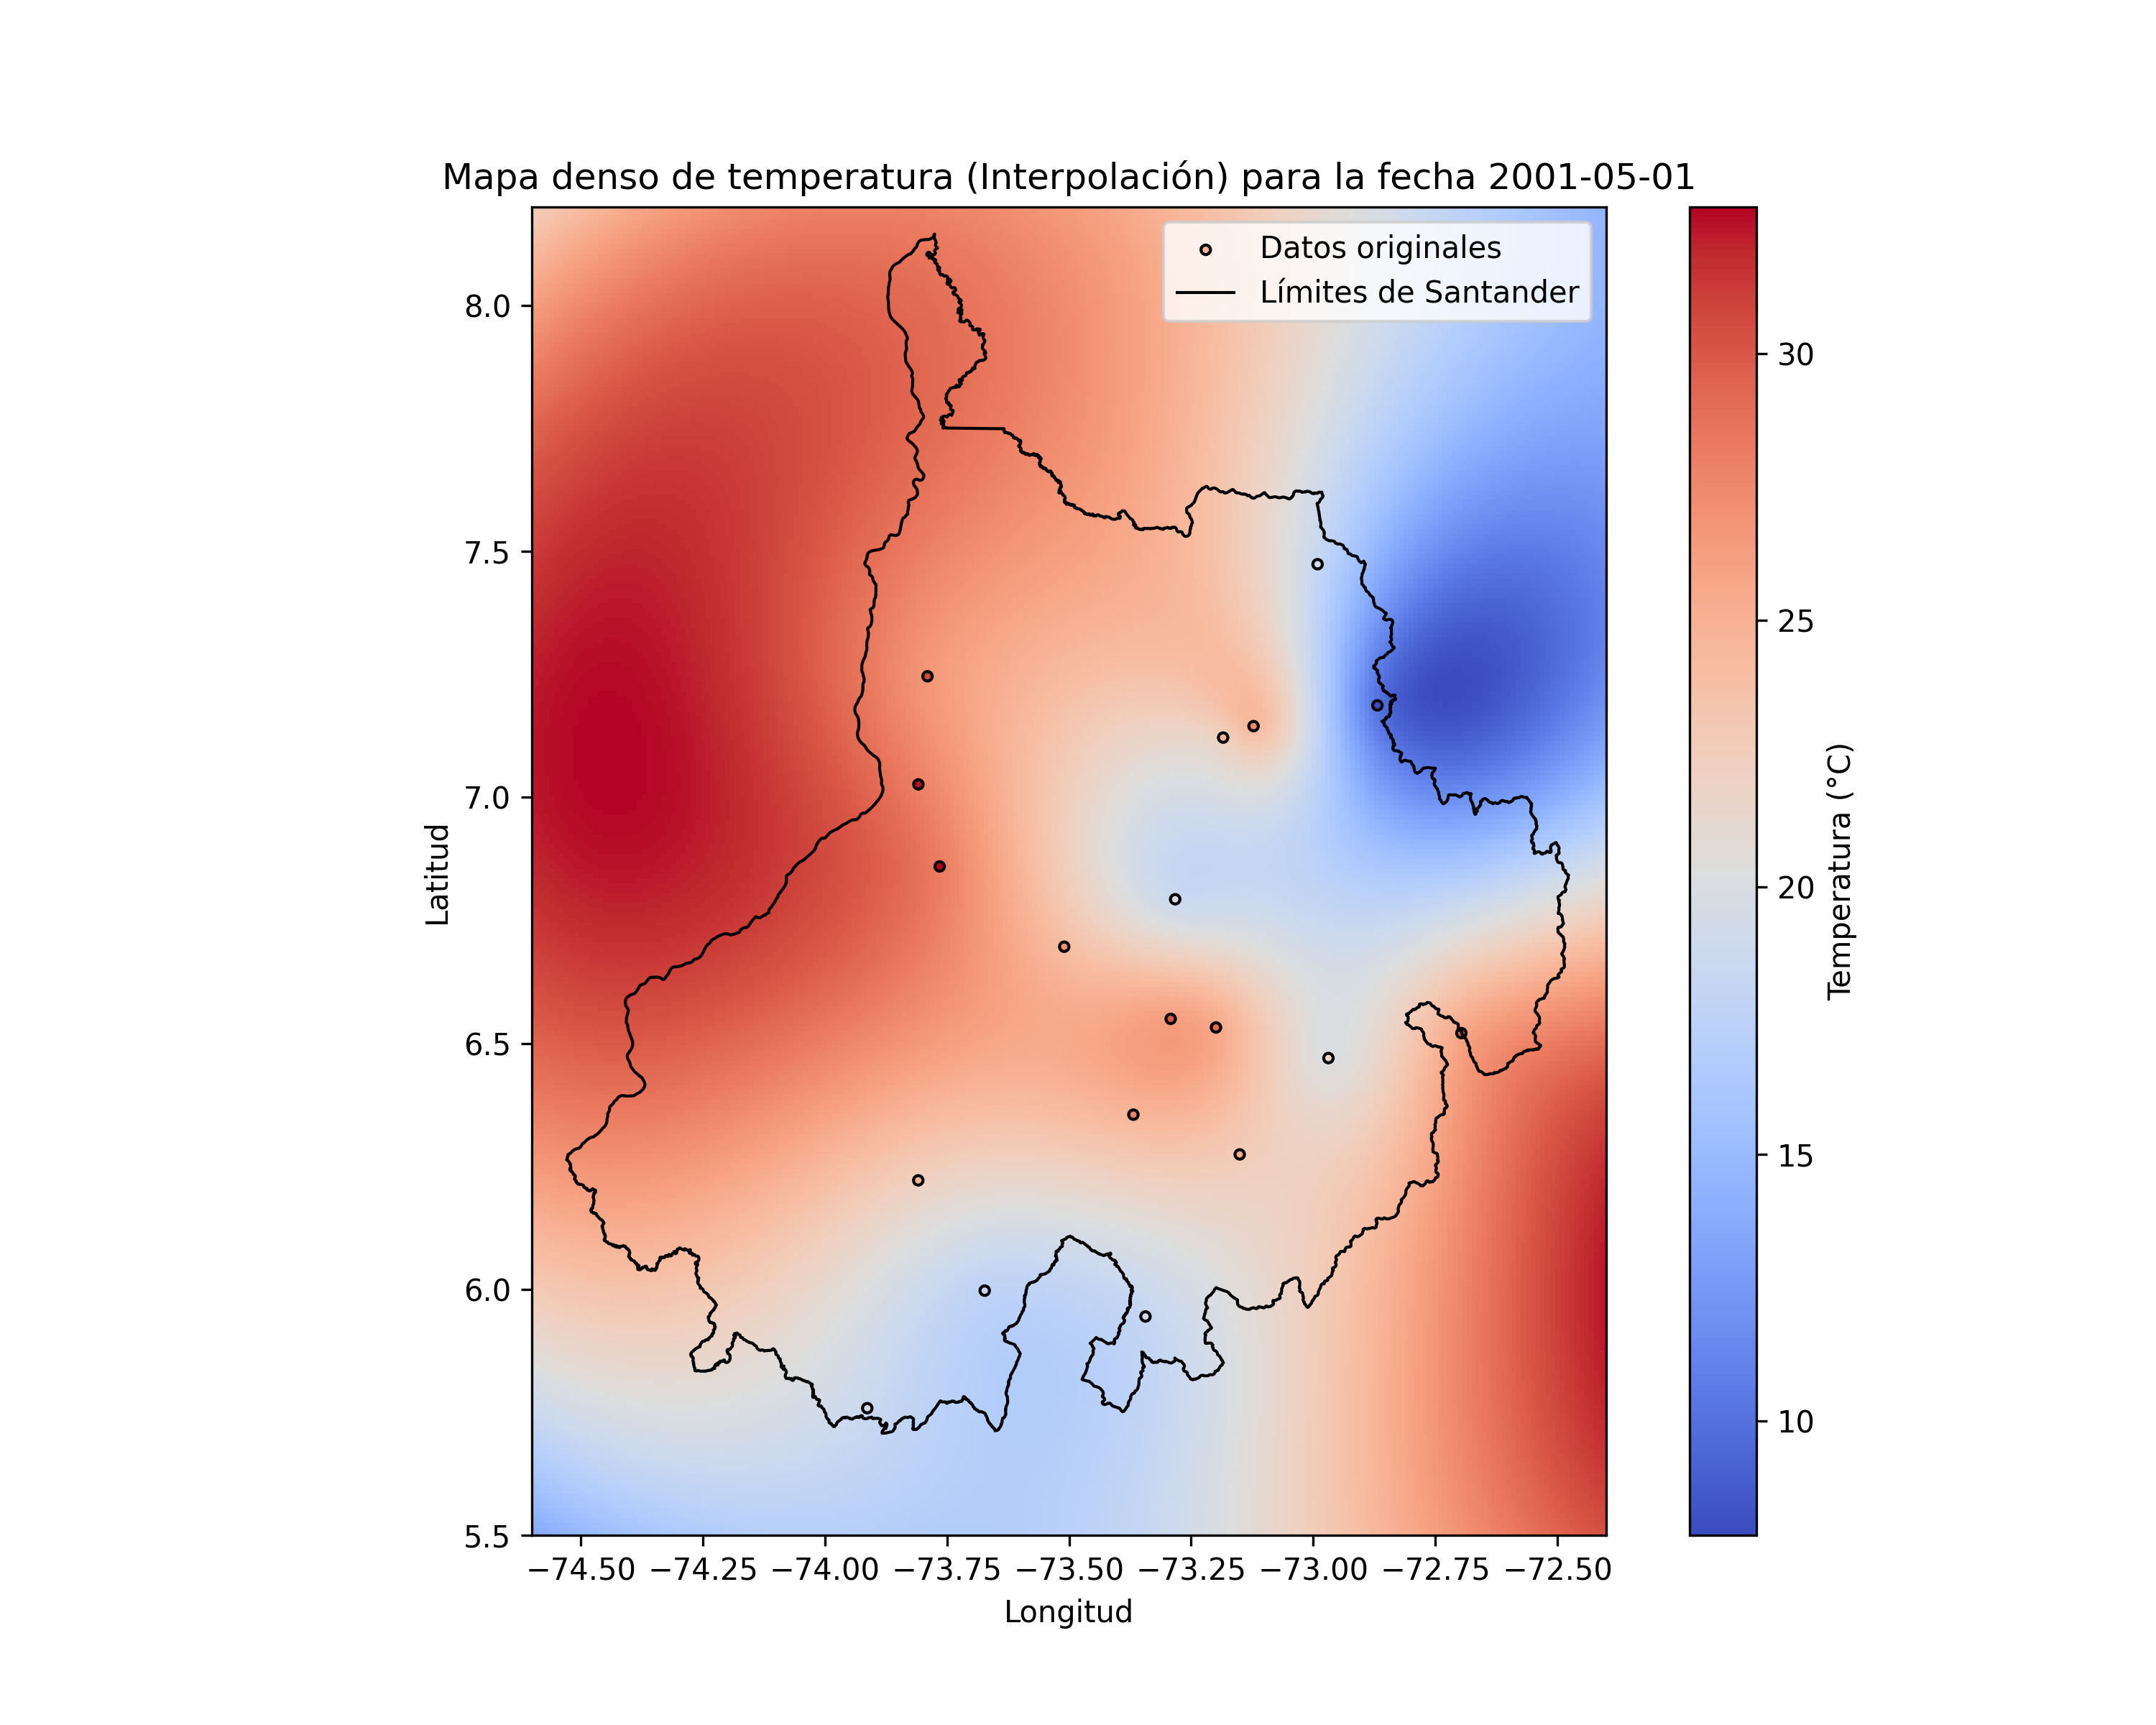 Mapa denso de temperatura (Interpolación) para la fecha 2001-05-01
Datos originales
Límites de Santander
8.0
7.5
7.0
6.5
6.0
5.5
Latitud
−74.50 −74.25 −74.00 −73.75 −73.50 −73.25 −73.00 −72.75 −72.50
Longitud
30
25
20
15
10
Temperatura (°C)